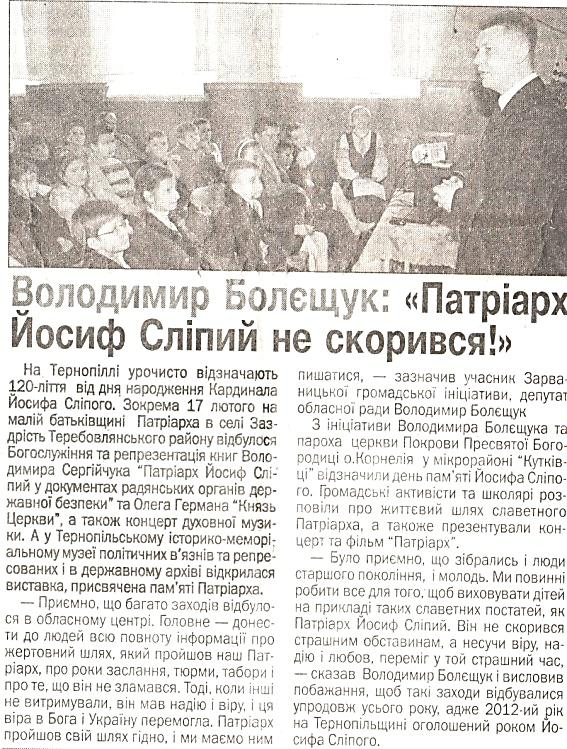 Володимир Болєщук: «Патріарх
Йосиф Сліпий не скорився!»
На Тернопіллі урочисто відзначають
120-ліття від дня народження Кардинала
Йосифа Сліпого. Зокрема 17 лютого на
малій батьківщині Патріарха в селі Заз-
дрість Теребовлянського району відбулося
Богослужіння та репрезентація книг Воло-
димира Сергійчука "Патріарх Йосиф Слі-
пий у документах радянських органів дер-
жавної безпеки" та Олега Германа "Князь
Церкви", а також концерт духовної музи-
ки. А у Тернопільському історико-мемор-
іальному музеї політичних в'язнів та репре-
сованих і в державному архіві відкрилася
виставка, присвячена пам'яті Патріарха.
— Приємно, що багато заходів відбуло-
ся в обласному центрі. Головне — донес-
ти до людей всю повноту інформації про
жертовний шлях, який пройшов наш Пат-
ріарх, про роки заслання, тюрми, табори і
про те, що він не зламався. Тоді, коли інші
не витримували, він мав надію і віру, і ця
віра в Бога і Україну перемогла. Патріарх
пройшов свій шлях гідно, і ми маємо ним
пишатися, — зазначив учасник Зарва-
ницької громадської ініціативи, депутат
обласної ради Володимир Болєщук
З ініціативи Володимира Болєщука та
пароха церкви Покрови Пресвятої Бого-
родиці о.Корнелія у мікрорайоні "Кутків-
ці" відзначили день пам'яті Йосифа Сліпо-
го. Громадські активісти та школярі роз-
повіли про життєвий шлях славетного
Патріарха, а такоже презентували кон-
церт та фільм "Патріарх".
— Було приємно, що зібрались і люди
старшого покоління, і молодь. Ми повинні
робити все для того, щоб виховувати дітей
на прикладі таких славетних постатей, як
Патріарх Йосиф Сліпий. Він не скорився
страшним обставинам, а несучи віру, на-
дію і любов, переміг у той страшний час,
— сказав Володимир Болєщук і висловив
побажання, щоб такі заходи відбувалися
упродовж усього року, адже 2012-ий рік
на Тернопільщині оголошений роком Йо-
сифа Сліпого.